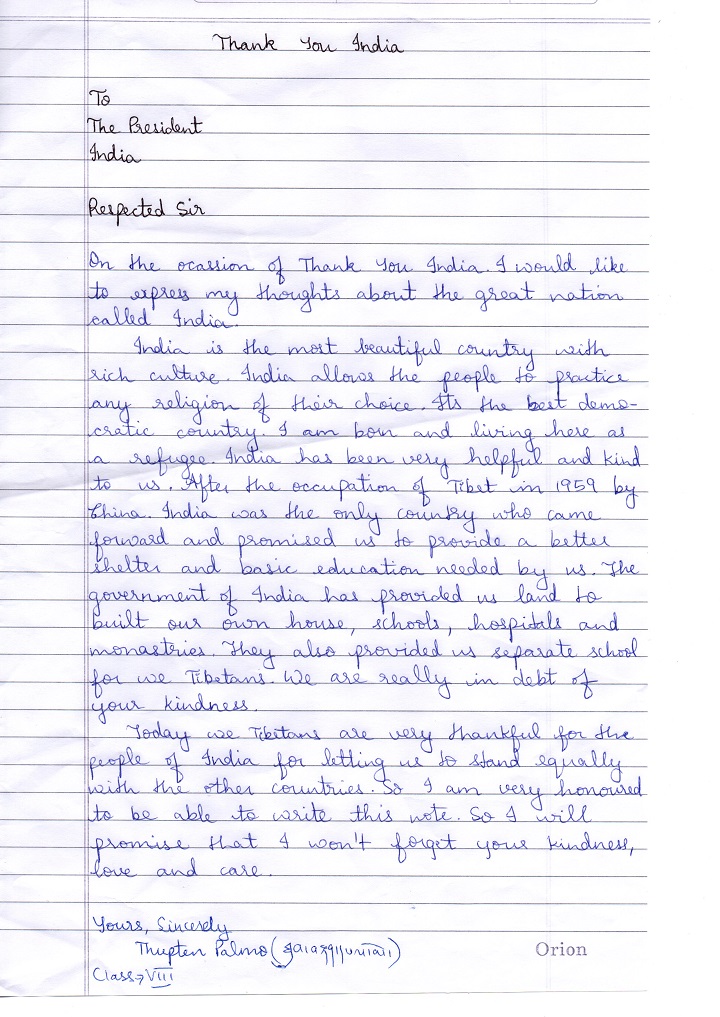 Thank You India
To
The President
India
Respected Sir
On the ocassion of Thank You India. I would like
to express my thoughts about the great nation
called India.
India is the most beautiful country with
rich culture. India allows the people to practice
any religion of their choice. Its the best demo-
cratic country. I am born and living here as
a refugee. India has been very helpful and kind
to us. After the occupation of Tibet in 1959 by
China. India was the only country who came
forward and promised us to provide a better
shelter and basic education needed by us. The
government of India has provided us land to
built our own house, schools, hospitals and
monastries. They also provided us separate school
for we Tibetans. We are really in debt of
your kindness.
Today we Tibetans are very thankful for the
people of India for letting us to stand equally
with the other countries. So I am very honoured
to be able to write this note. So I will
promise that I won't forget your kindness,
love and care.
Yours, Sincerely
Thupten Palmo
Orion
Class→VIII